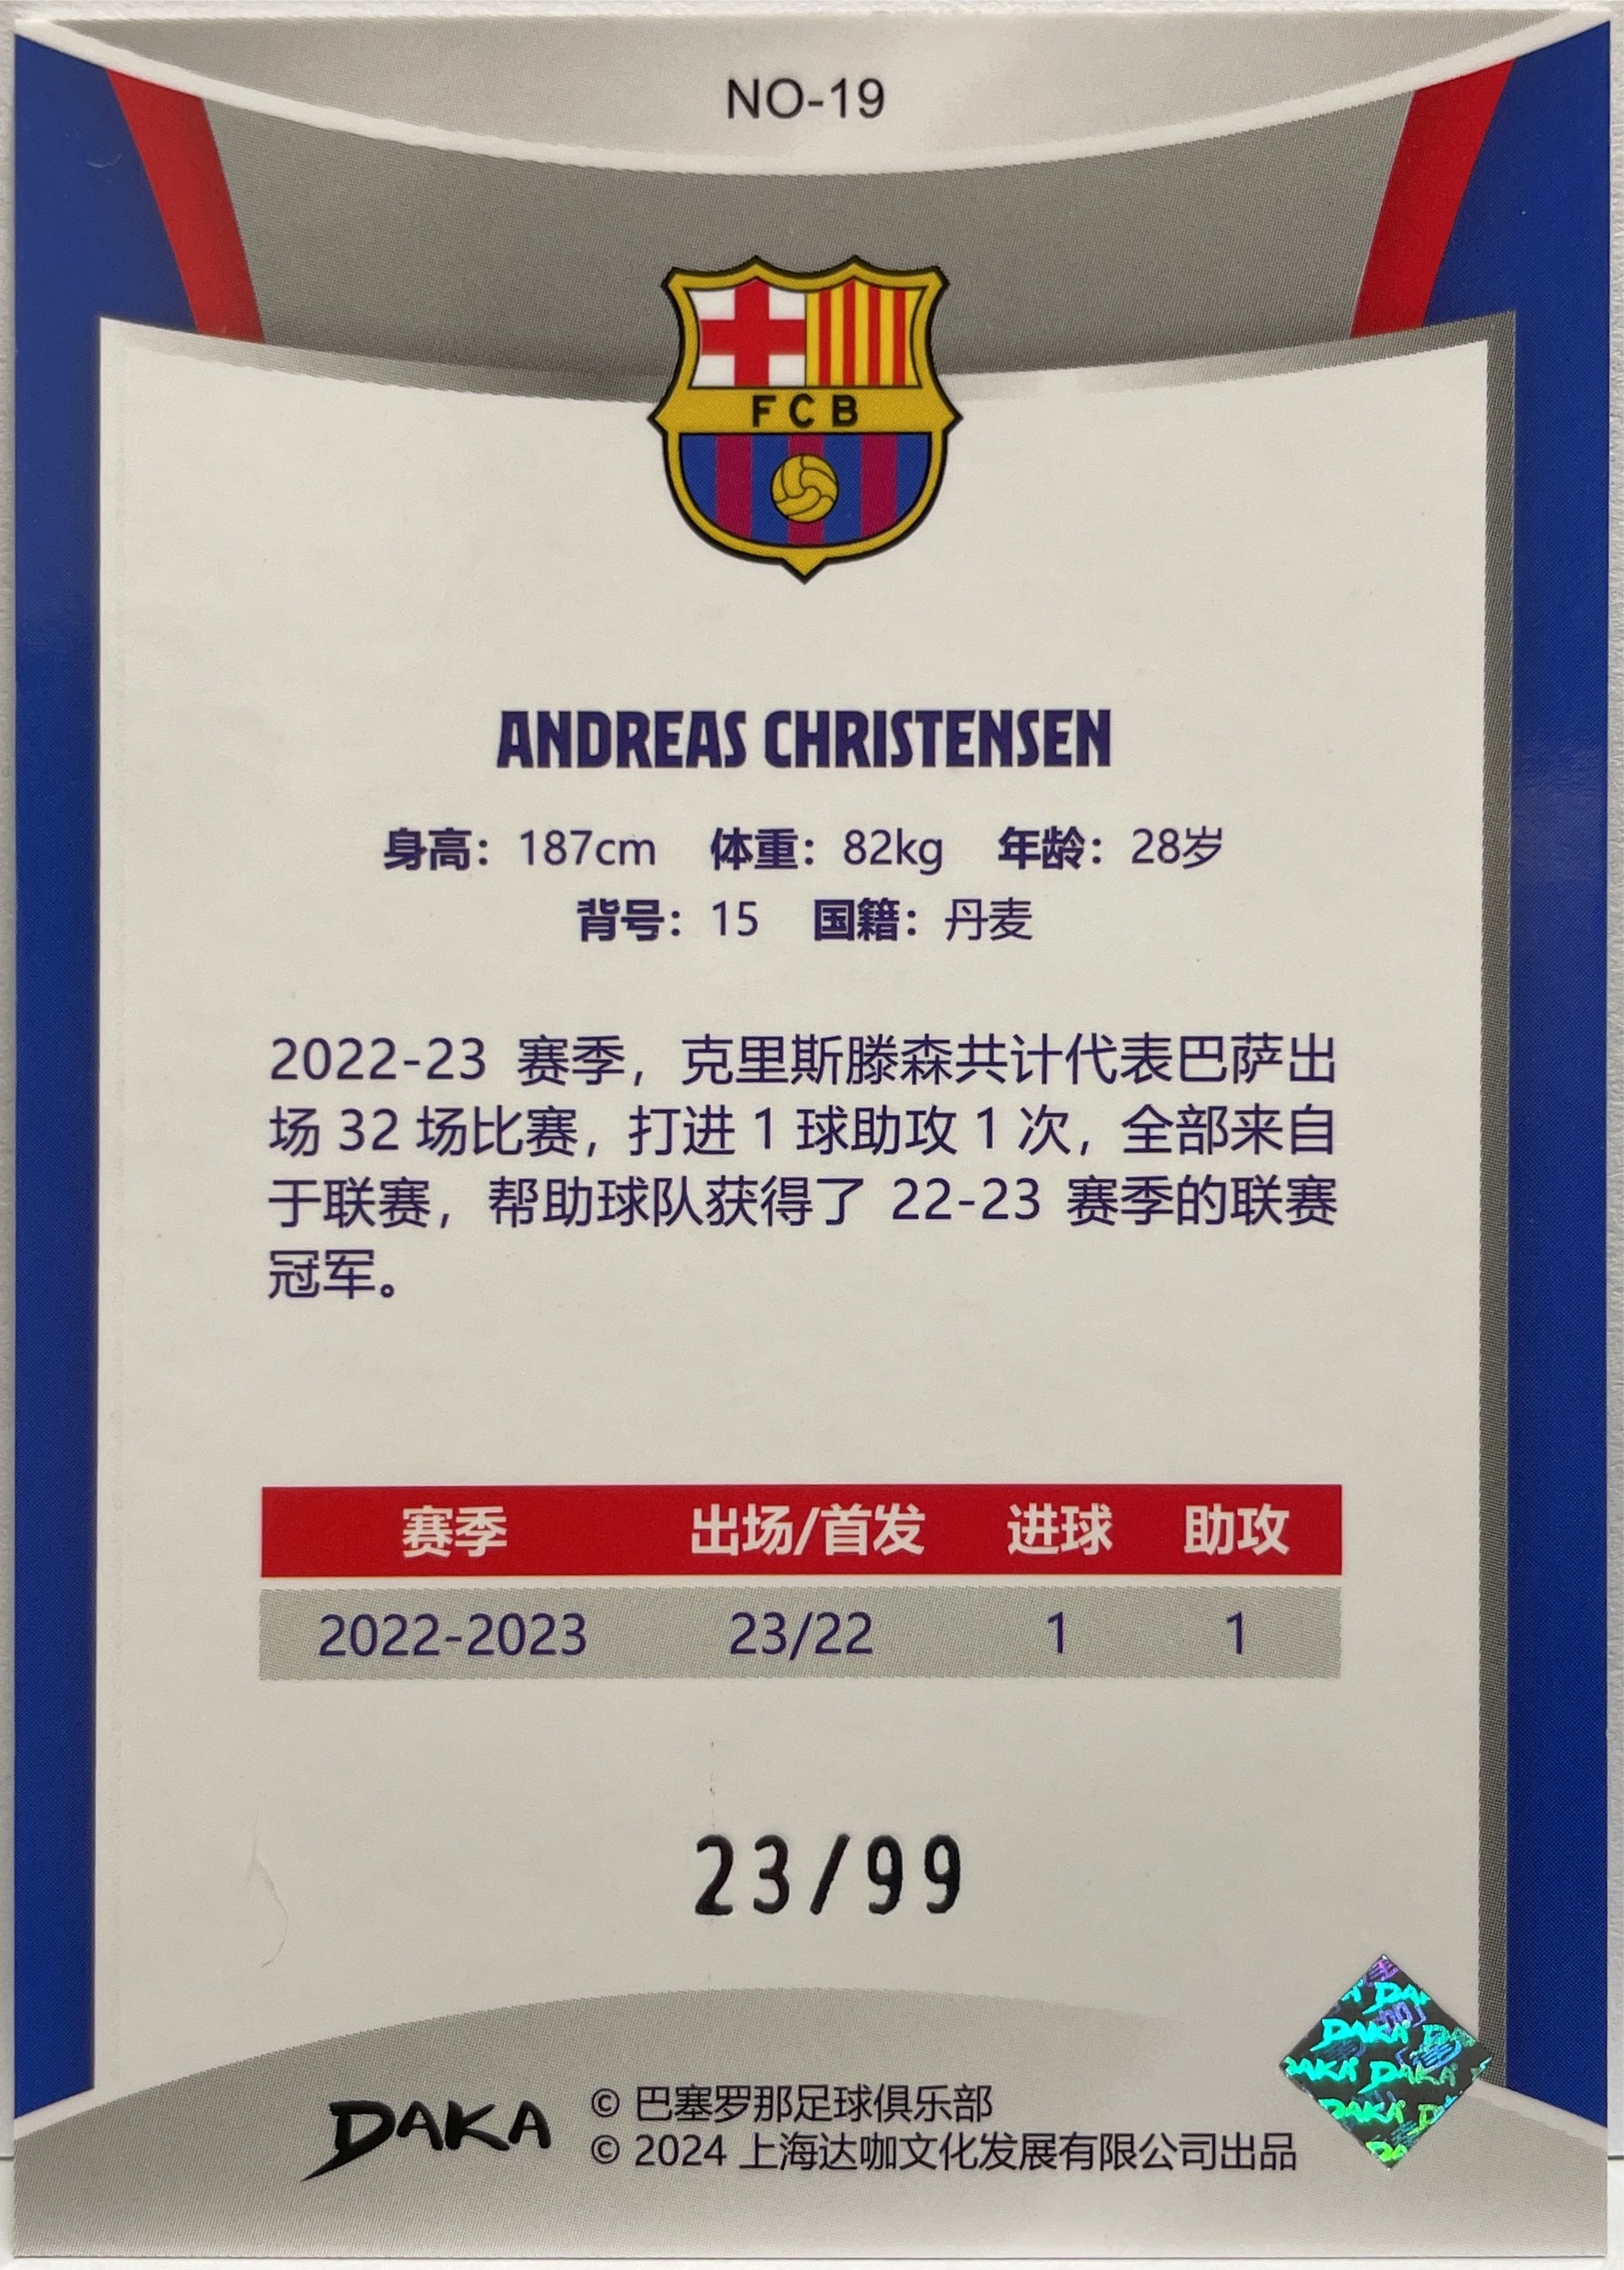 NO-19
FCB
ANDREAS CHRISTENSEN
身高：187cm 体重：82kg 年龄：28岁
背号：15 国籍：丹麦
2022-23 赛季，克里斯滕森共计代表巴萨出
场 32 场比赛，打进 1 球助攻 1 次，全部来自
于联赛，帮助球队获得了 22-23 赛季的联赛
冠军。
赛季 出场/首发 进球 助攻
2022-2023 23/22 1 1
23/99
DAKA
© 巴塞罗那足球俱乐部
© 2024 上海达咖文化发展有限公司出品
DAKA
DAKA DAKA
DAKA